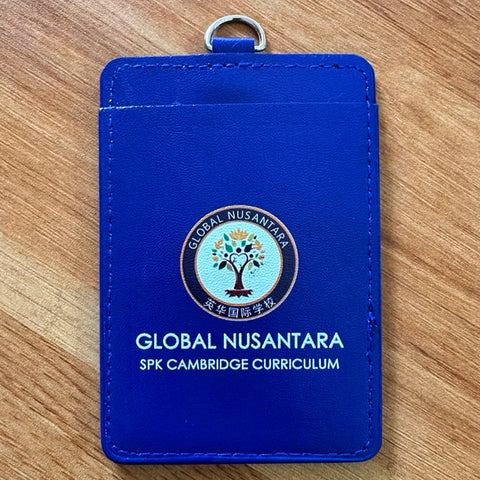 GLOBAL NUSANTARA
英华国际学校
GLOBAL NUSANTARA
SPK CAMBRIDGE CURRICULUM